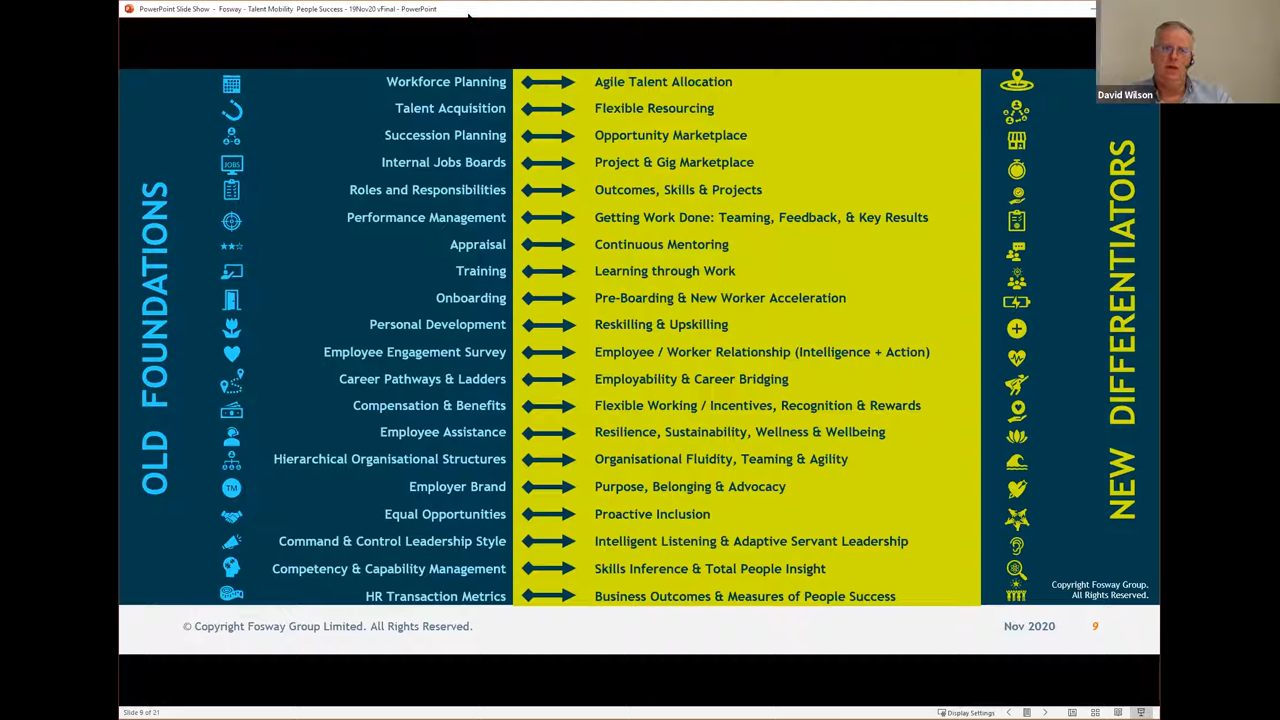 PowerPoint Slide Show - Fosway - Talent Mobility People Success - 19Nov20 vFinal - PowerPoint
David Wilson
OLD FOUNDATIONS
NEW DIFFERENTIATORS
Workforce Planning Agile Talent Allocation
Talent Acquisition Flexible Resourcing
Succession Planning Opportunity Marketplace
JOBS
Internal Jobs Boards Project & Gig Marketplace
Roles and Responsibilities Outcomes, Skills & Projects
Performance Management Getting Work Done: Teaming, Feedback, & Key Results
Appraisal Continuous Mentoring
Training Learning through Work
Onboarding Pre-Boarding & New Worker Acceleration
Personal Development Reskilling & Upskilling
Employee Engagement Survey Employee / Worker Relationship (Intelligence + Action)
Career Pathways & Ladders Employability & Career Bridging
Compensation & Benefits Flexible Working / Incentives, Recognition & Rewards
Employee Assistance Resilience, Sustainability, Wellness & Wellbeing
Hierarchical Organisational Structures Organisational Fluidity, Teaming & Agility
TM
Employer Brand Purpose, Belonging & Advocacy
Equal Opportunities Proactive Inclusion
Command & Control Leadership Style Intelligent Listening & Adaptive Servant Leadership
Competency & Capability Management Skills Inference & Total People Insight
HR Transaction Metrics Business Outcomes & Measures of People Success
Copyright Fosway Group.
All Rights Reserved.
© Copyright Fosway Group Limited. All Rights Reserved. Nov 2020 9
Slide 9 of 21 Display Settings